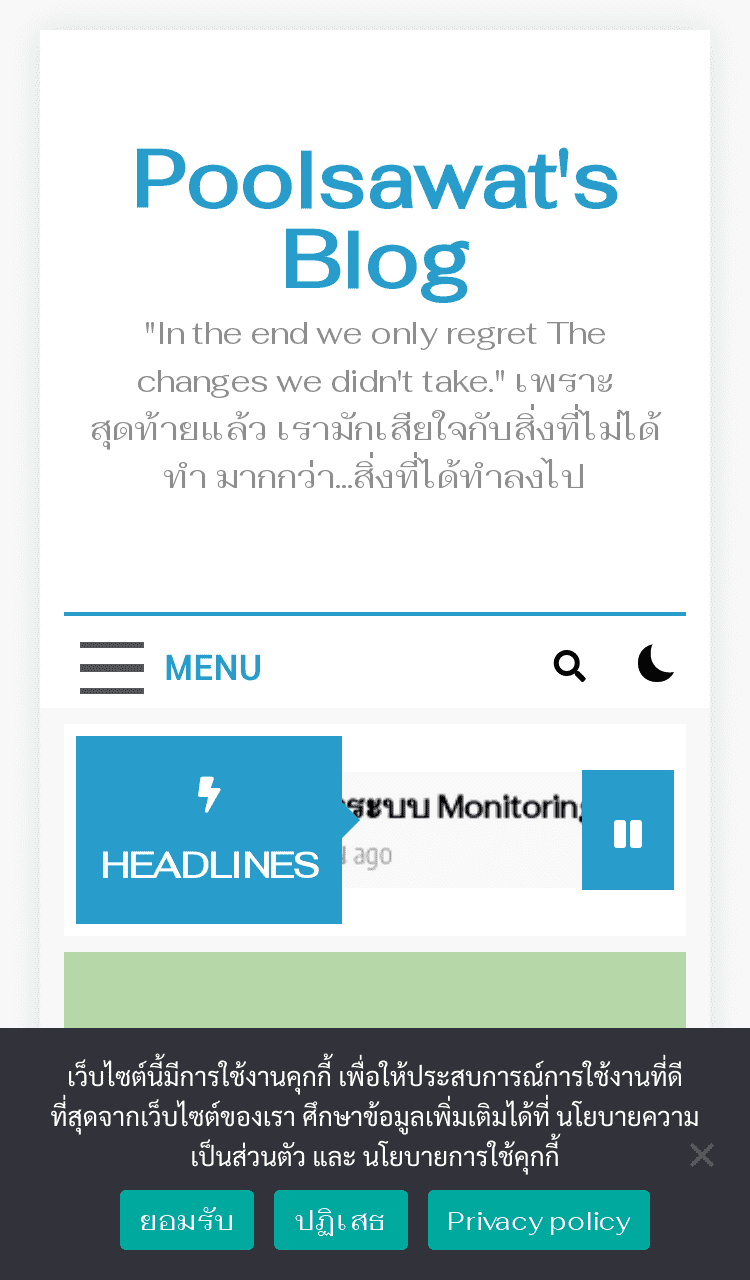 Poolsawat's
Blog
"In the end we only regret The
changes we didn't take." เพราะ
สุดท้ายแล้ว เรามักเสียใจกับสิ่งที่ไม่ได้
ทำ มากกว่า...สิ่งที่ได้ทำลงไป
MENU
HEADLINES
ระบบ Monitoring
ago
เว็บไซต์นี้มีการใช้งานคุกกี้ เพื่อให้ประสบการณ์การใช้งานที่ดี
ที่สุดจากเว็บไซต์ของเรา ศึกษาข้อมูลเพิ่มเติมได้ที่ นโยบายความ
เป็นส่วนตัว และ นโยบายการใช้คุกกี้
ยอมรับ
ปฏิเสธ
Privacy policy